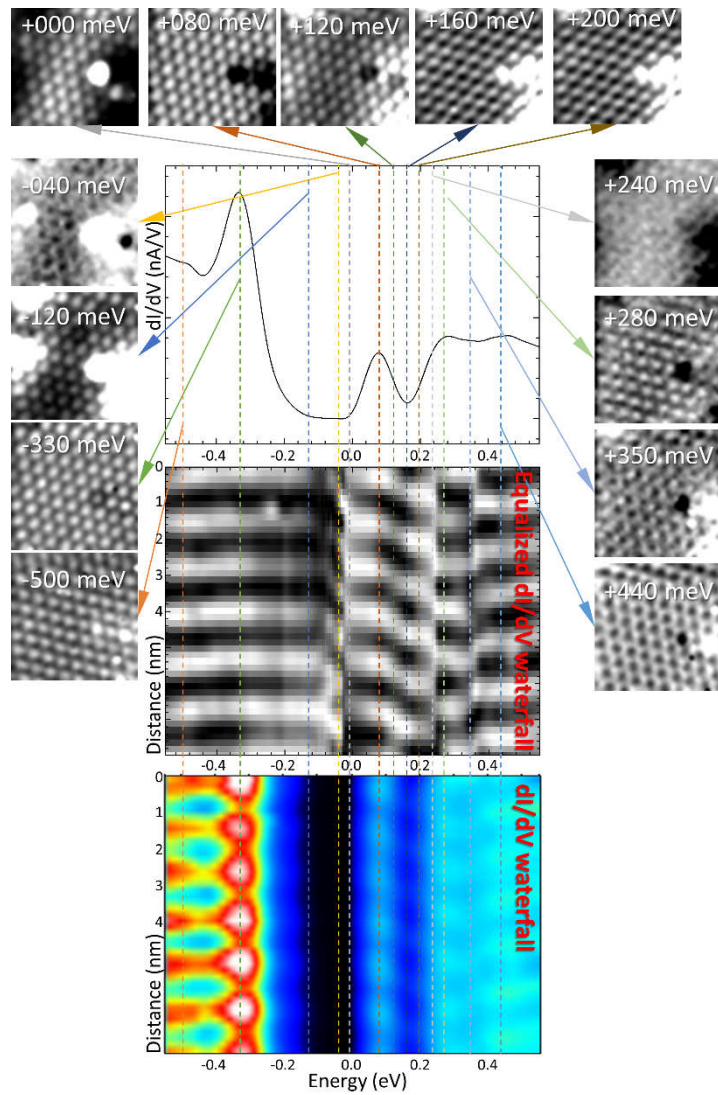 +000 meV
+080 meV
+120 meV
+160 meV
+200 meV
-040 meV
+240 meV
-120 meV
+280 meV
-330 meV
+350 meV
-500 meV
+440 meV
dI/dV (nA/V)
-0.4 -0.2 0.0 0.2 0.4
Distance (nm)
0
1
2
3
4
Equalized dI/dV waterfall
-0.4 -0.2 0.0 0.2 0.4
Distance (nm)
0
1
2
3
4
dI/dV waterfall
-0.4 -0.2 0.0 0.2 0.4
Energy (eV)